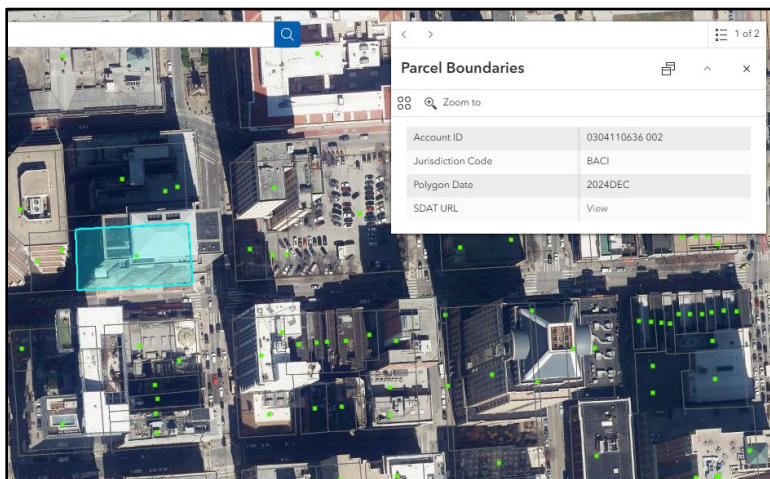 1 of 2
Parcel Boundaries
Zoom to
Account ID 0304110636 002
Jurisdiction Code BACI
Polygon Date 2024DEC
SDAT URL View